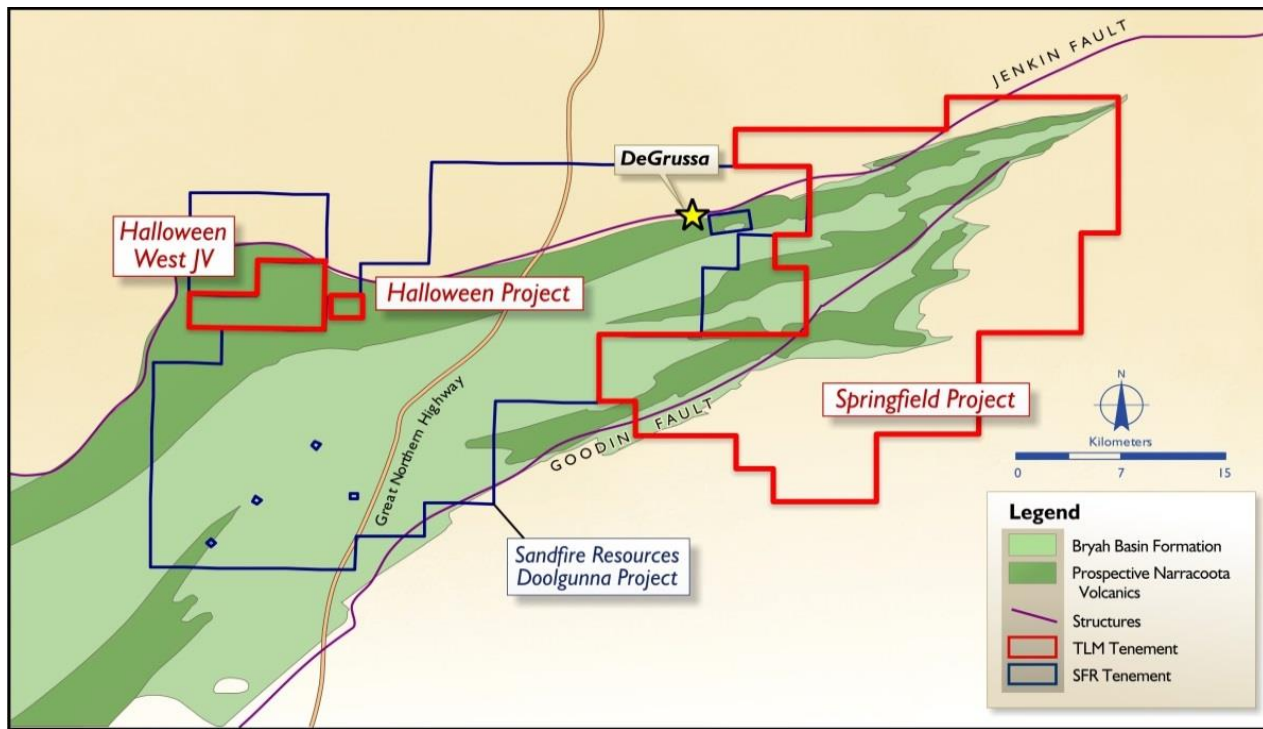 JENKIN FAULT
DeGrussa
Halloween
West JV
Halloween Project
Great Northern Highway
GOODIN FAULT
Springfield Project
N
Kilometers
0 7 15
Sandfire Resources
Doolgunna Project
Legend
Bryah Basin Formation
Prospective Narracoota
Volcanics
Structures
TLM Tenement
SFR Tenement